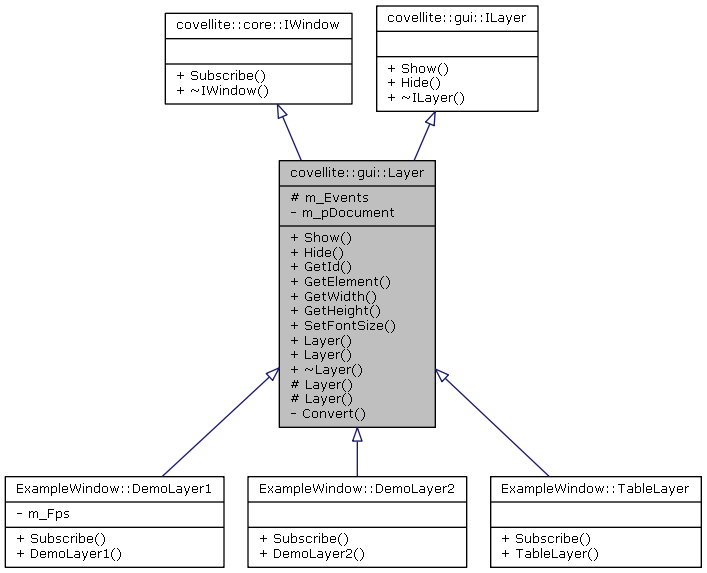 covellite::core::IWindow
+ Subscribe()
+ ~IWindow()
covellite::gui::ILayer
+ Show()
+ Hide()
+ ~ILayer()
covellite::gui::Layer
# m_Events
- m_pDocument
+ Show()
+ Hide()
+ GetId()
+ GetElement()
+ GetWidth()
+ GetHeight()
+ SetFontSize()
+ Layer()
+ Layer()
+ ~Layer()
# Layer()
# Layer()
- Convert()
ExampleWindow::DemoLayer1
- m_Fps
+ Subscribe()
+ DemoLayer1()
ExampleWindow::DemoLayer2
+ Subscribe()
+ DemoLayer2()
ExampleWindow::TableLayer
+ Subscribe()
+ TableLayer()